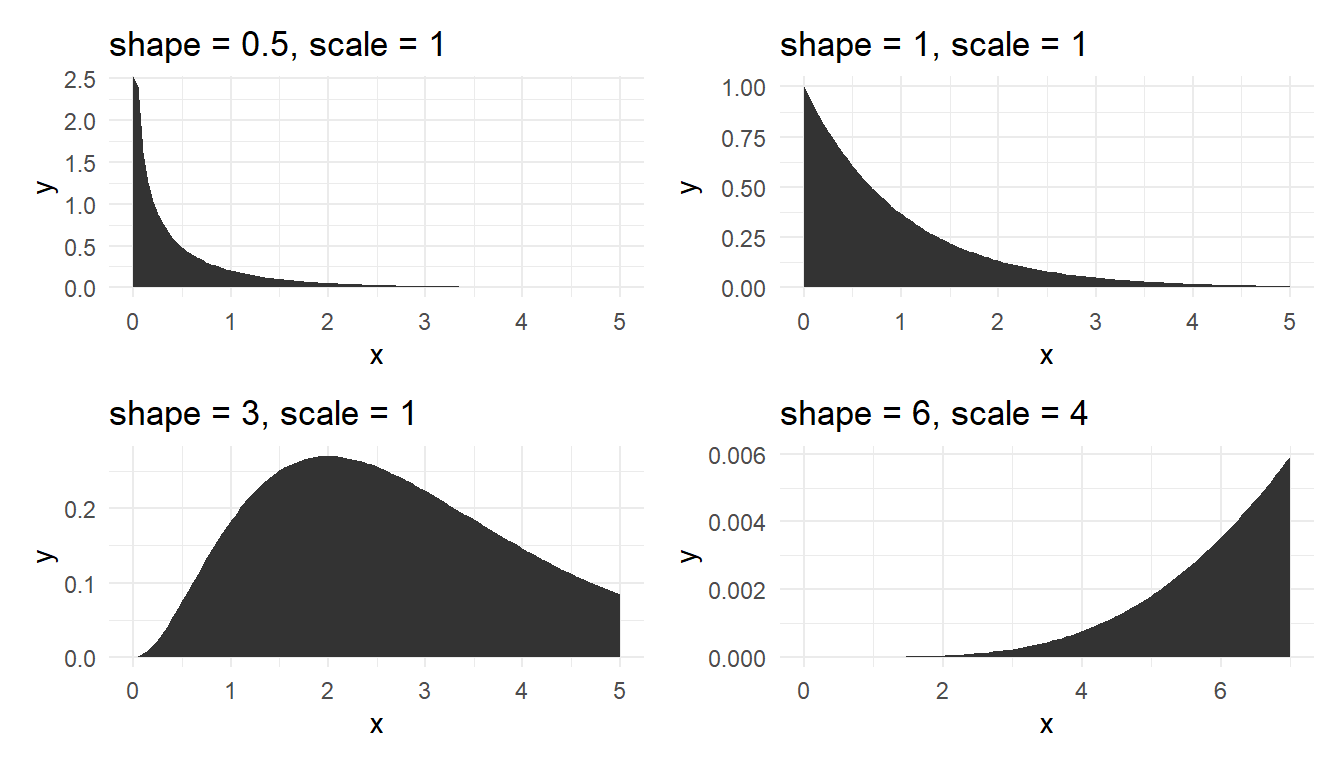 shape = 0.5, scale = 1
2.5
2.0
1.5
1.0
0.5
0.0
y
0 1 2 3 4 5
x
shape = 1, scale = 1
1.00
0.75
0.50
0.25
0.00
y
0 1 2 3 4 5
x
shape = 3, scale = 1
0.2
0.1
0.0
y
0 1 2 3 4 5
x
shape = 6, scale = 4
0.006
0.004
0.002
0.000
y
0 2 4 6
x